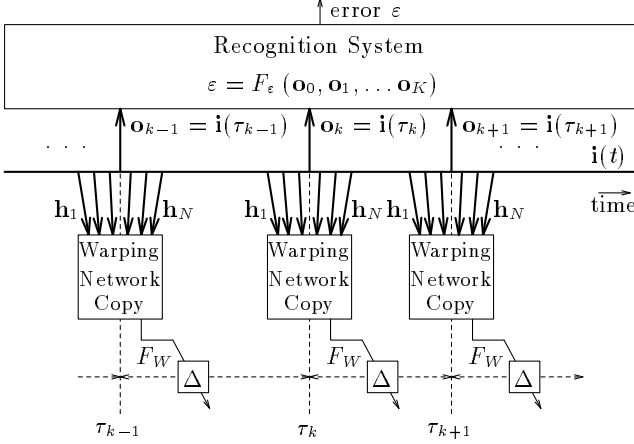 error ε
Recognition System
ε = F_ε (o_0, o_1, ... o_K)
o_{k−1} = i(τ_{k−1}) o_k = i(τ_k) o_{k+1} = i(τ_{k+1})
. . . . . .
i(t)
h_1 h_N h_1 h_N h_1 h_N
time
Warping Warping Warping
Network Network Network
Copy Copy Copy
F_W F_W F_W
Δ Δ Δ
τ_{k−1} τ_k τ_{k+1}